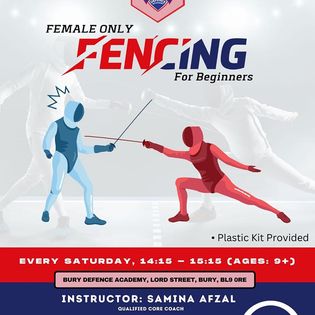 FEMALE ONLY
FENCING
For Beginners
• Plastic Kit Provided
EVERY SATURDAY, 14:15 – 15:15 (AGES: 9+)
BURY DEFENCE ACADEMY, LORD STREET, BURY, BL9 0RE
INSTRUCTOR: SAMINA AFZAL
QUALIFIED CORE COACH